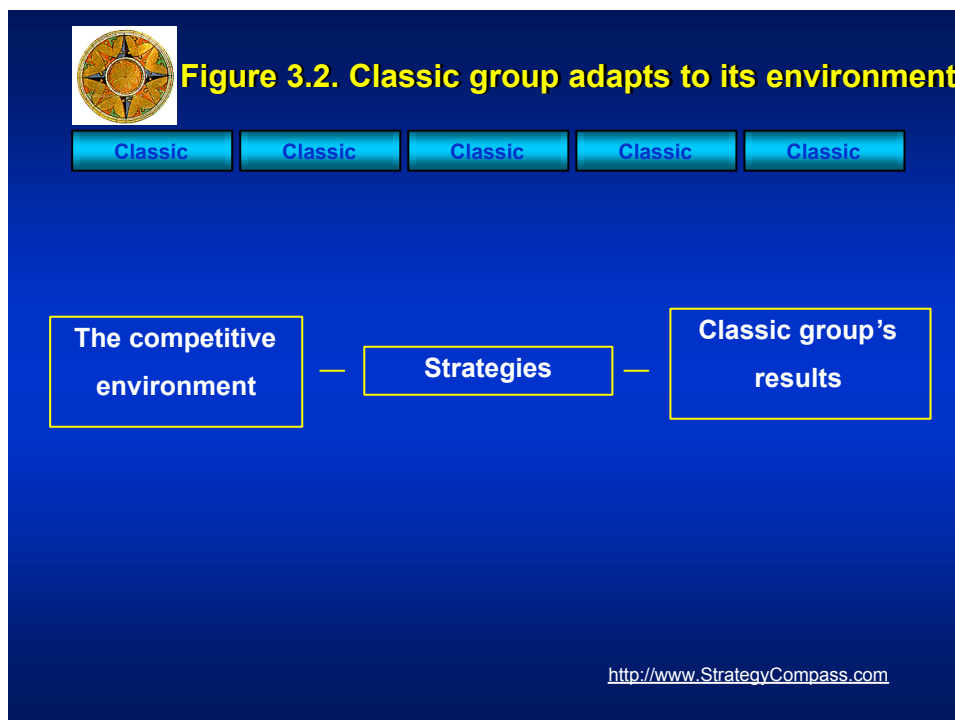 Figure 3.2. Classic group adapts to its environment
Classic Classic Classic Classic Classic
The competitive
environment
Strategies
Classic group’s
results
http://www.StrategyCompass.com